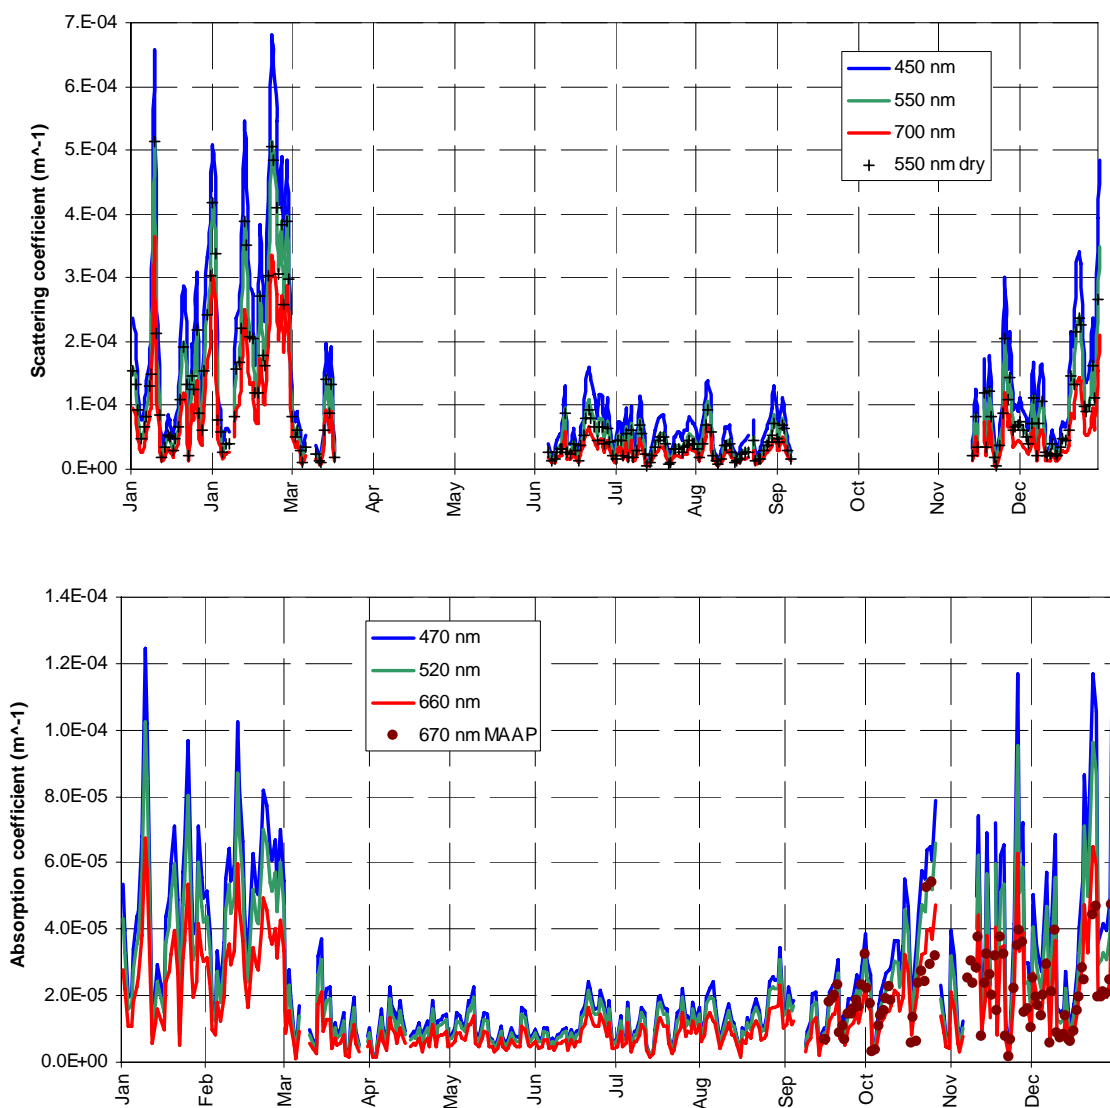 7.E-04
6.E-04
5.E-04
4.E-04
3.E-04
2.E-04
1.E-04
0.E+00
Scattering coefficient (m^-1)
450 nm
550 nm
700 nm
550 nm dry
Jan Jan Mar Apr May Jun Jul Aug Sep Oct Nov Dec
1.4E-04
1.2E-04
1.0E-04
8.0E-05
6.0E-05
4.0E-05
2.0E-05
0.0E+00
Absorption coefficient (m^-1)
470 nm
520 nm
660 nm
670 nm MAAP
Jan Feb Mar Apr May Jun Jul Aug Sep Oct Nov Dec